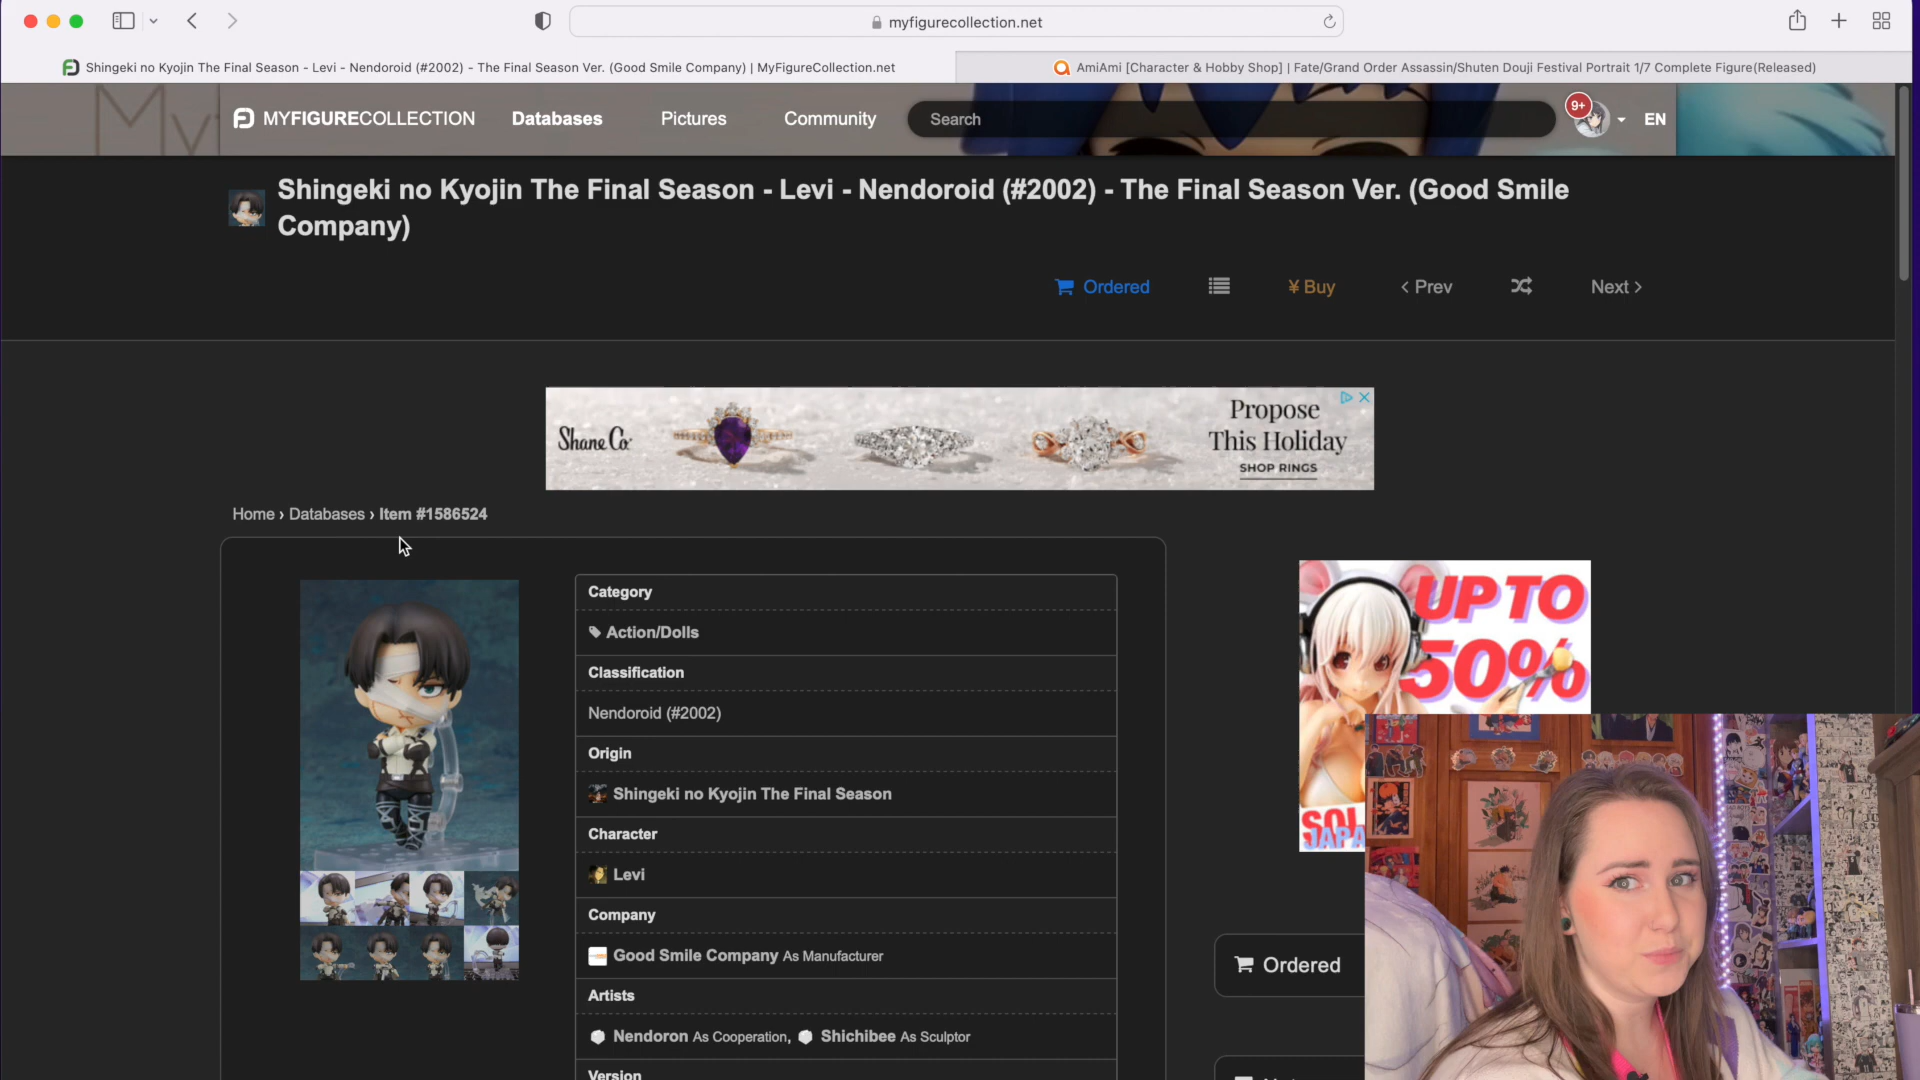 myfigurecollection.net
Shingeki no Kyojin The Final Season - Levi - Nendoroid (#2002) - The Final Season Ver. (Good Smile Company) | MyFigureCollection.net
AmiAmi [Character & Hobby Shop] | Fate/Grand Order Assassin/Shuten Douji Festival Portrait 1/7 Complete Figure(Released)
MYFIGURECOLLECTION
Databases
Pictures
Community
Search
9+
EN
Shingeki no Kyojin The Final Season - Levi - Nendoroid (#2002) - The Final Season Ver. (Good Smile
Company)
Ordered
¥ Buy
‹ Prev
Next ›
Shane Co.
Propose
This Holiday
SHOP RINGS
Home › Databases › Item #1586524
Category
Action/Dolls
Classification
Nendoroid (#2002)
Origin
Shingeki no Kyojin The Final Season
Character
Levi
Company
Good Smile Company As Manufacturer
Artists
Nendoron As Cooperation, Shichibee As Sculptor
Version
UP TO
50%
Ordered